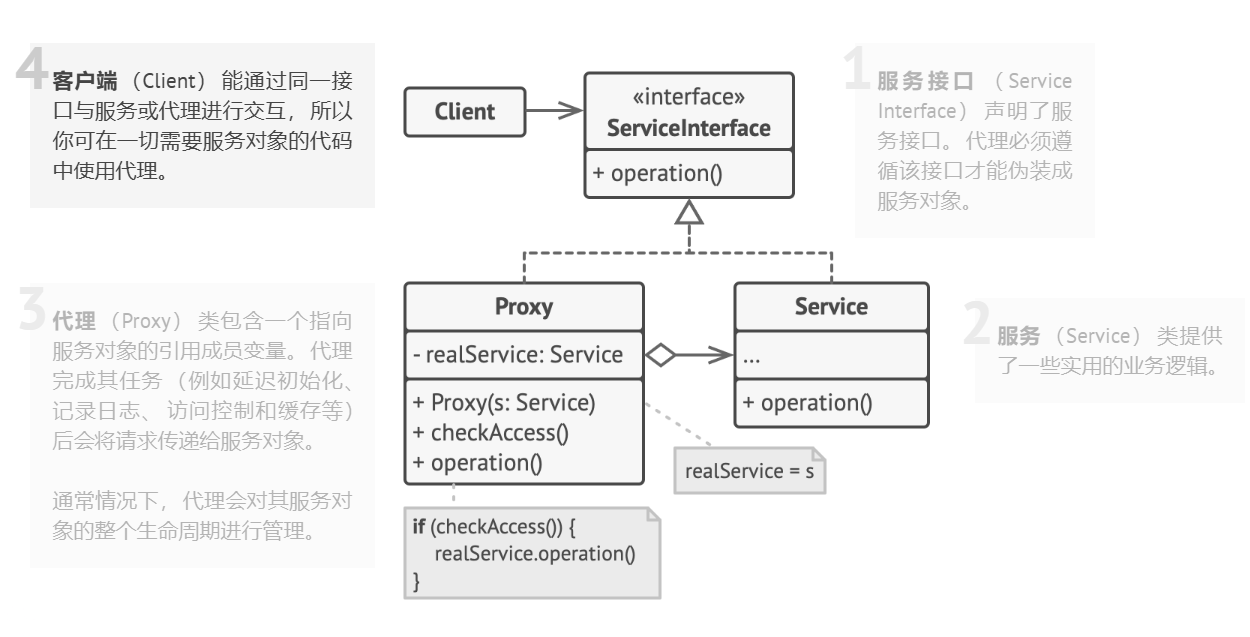 4
客户端 (Client) 能通过同一接
口与服务或代理进行交互，所以
你可在一切需要服务对象的代码
中使用代理。
Client
«interface»
ServiceInterface
+ operation()
1
服务接口 (Service
Interface) 声明了服
务接口。代理必须遵
循该接口才能伪装成
服务对象。
3
代理 (Proxy) 类包含一个指向
服务对象的引用成员变量。代理
完成其任务 (例如延迟初始化、
记录日志、访问控制和缓存等)
后会将请求传递给服务对象。
通常情况下，代理会对其服务对
象的整个生命周期进行管理。
Proxy
- realService: Service
+ Proxy(s: Service)
+ checkAccess()
+ operation()
Service
...
+ operation()
2
服务 (Service) 类提供
了一些实用的业务逻辑。
realService = s
if (checkAccess()) {
realService.operation()
}